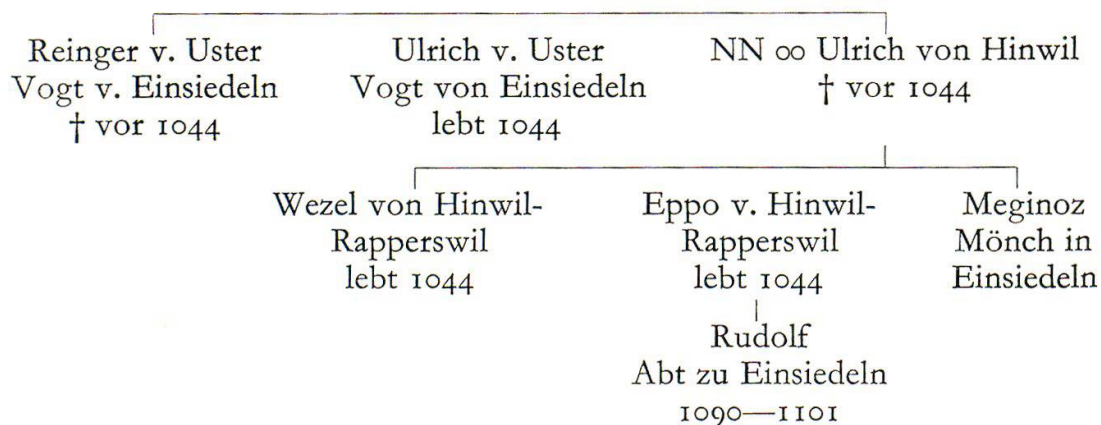 Reinger v. Uster
Vogt v. Einsiedeln
† vor 1044
Ulrich v. Uster
Vogt von Einsiedeln
lebt 1044
NN ∞ Ulrich von Hinwil
† vor 1044
Wezel von Hinwil-
Rapperswil
lebt 1044
Eppo v. Hinwil-
Rapperswil
lebt 1044
Meginoz
Mönch in
Einsiedeln
Rudolf
Abt zu Einsiedeln
1090—1101